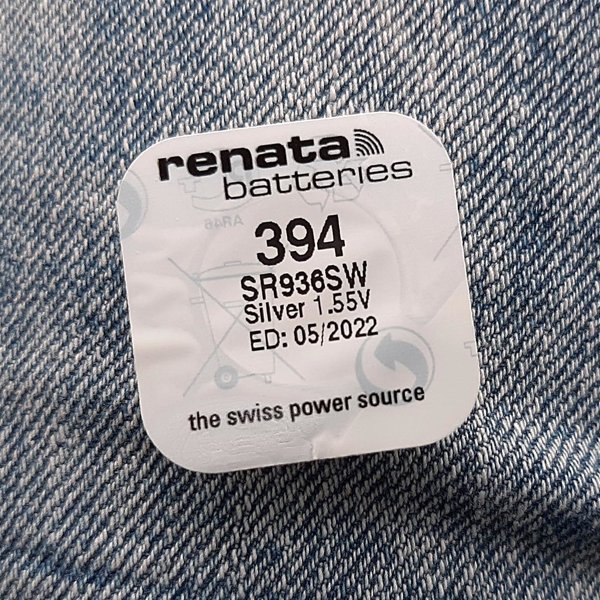 renata
batteries
394
SR936SW
Silver 1.55V
ED: 05/2022
the swiss power source